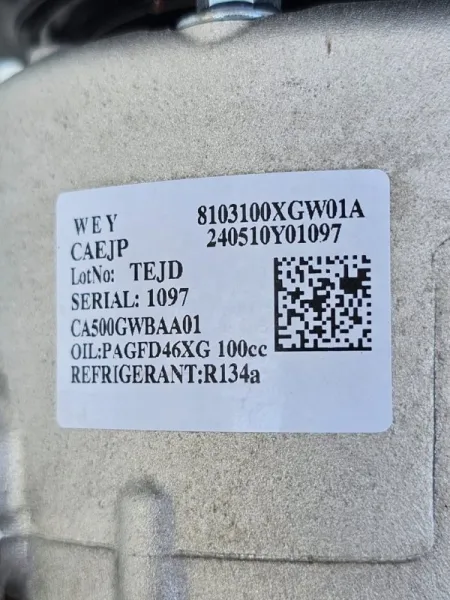 WEY 8103100XGW01A
CAEJP 240510Y01097
LotNo: TEJD
SERIAL: 1097
CA500GWBAA01
OIL:PAGFD46XG 100cc
REFRIGERANT:R134a